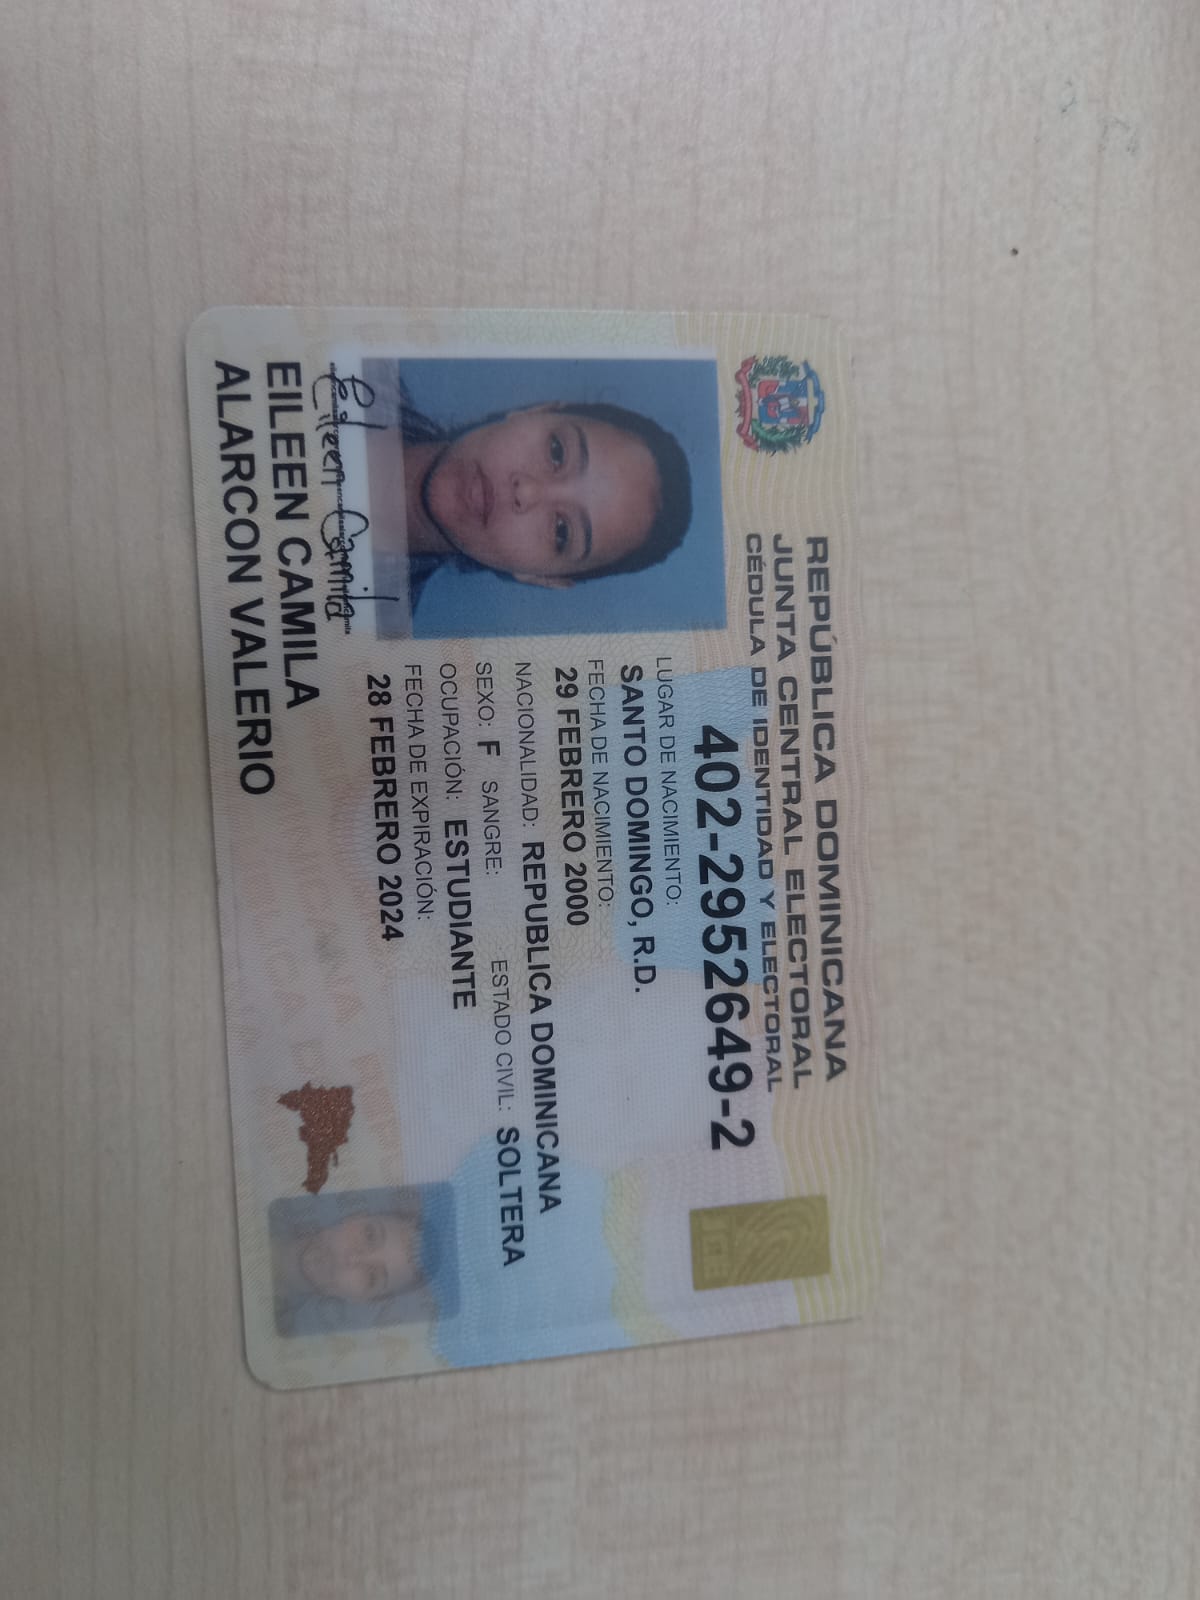 REPÚBLICA DOMINICANA
JUNTA CENTRAL ELECTORAL
CÉDULA DE IDENTIDAD Y ELECTORAL
402-2952649-2
JCE
LUGAR DE NACIMIENTO:
SANTO DOMINGO, R.D.
FECHA DE NACIMIENTO:
29 FEBRERO 2000
NACIONALIDAD: REPUBLICA DOMINICANA
SEXO: F SANGRE: ESTADO CIVIL: SOLTERA
OCUPACIÓN: ESTUDIANTE
FECHA DE EXPIRACIÓN:
28 FEBRERO 2024
Eileen Camila
EILEEN CAMILA
ALARCON VALERIO